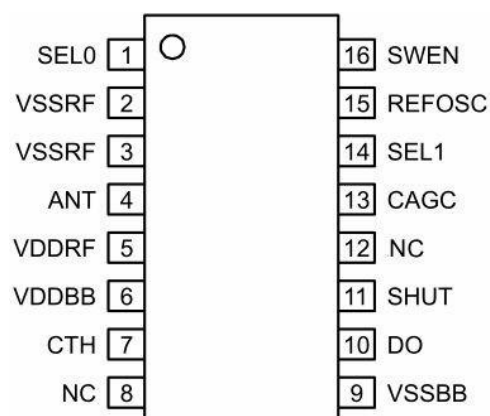 SEL0 1 16 SWEN
VSSRF 2 15 REFOSC
VSSRF 3 14 SEL1
ANT 4 13 CAGC
VDDRF 5 12 NC
VDDBB 6 11 SHUT
CTH 7 10 DO
NC 8 9 VSSBB